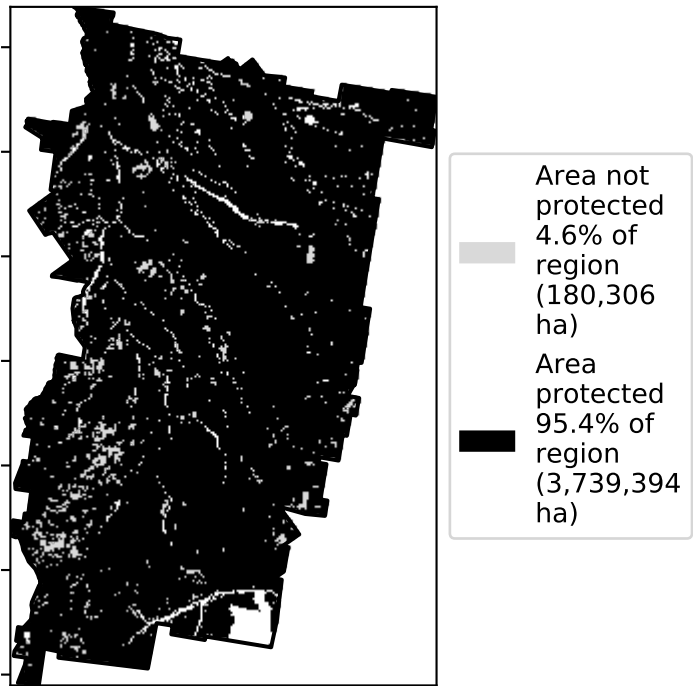 Area not
protected
4.6% of
region
(180,306
ha)
Area
protected
95.4% of
region
(3,739,394
ha)